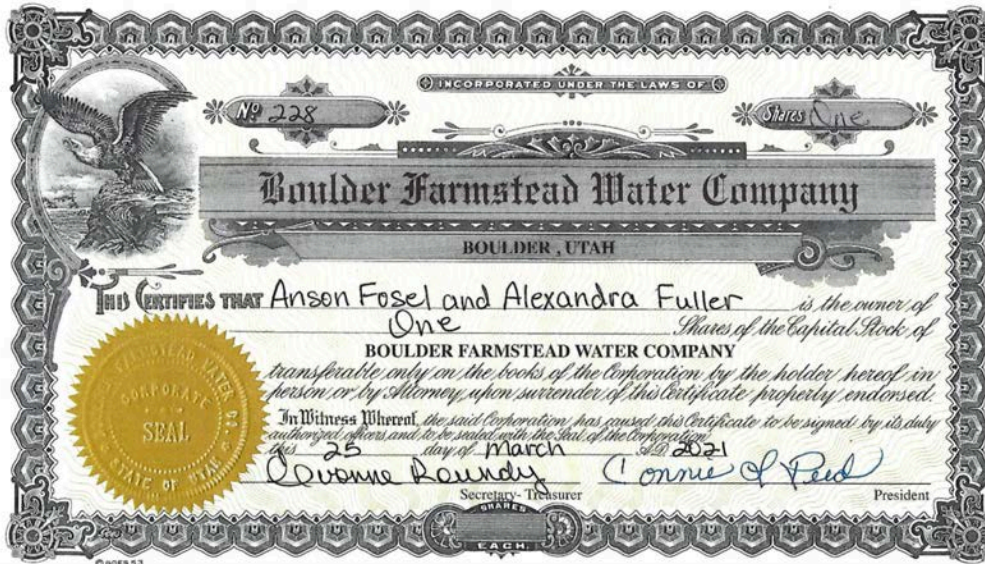 INCORPORATED UNDER THE LAWS OF
No 228
Shares One
Boulder Farmstead Water Company
BOULDER, UTAH
THIS CERTIFIES THAT Anson Fosel and Alexandra Fuller is the owner of
One Shares of the Capital Stock of
BOULDER FARMSTEAD WATER COMPANY
transferable only on the books of the Corporation by the holder hereof in
person or by Attorney upon surrender of this Certificate properly endorsed.
In Witness Whereof, the said Corporation has caused this Certificate to be signed by its duly
authorized officers and to be sealed with the Seal of the Corporation
this 25 day of March A.D. 2021
Roundy Connie
Secretary-Treasurer President
FARMSTEAD WATER CO
CORPORATE
SEAL
STATE OF UTAH
SHARES
EACH